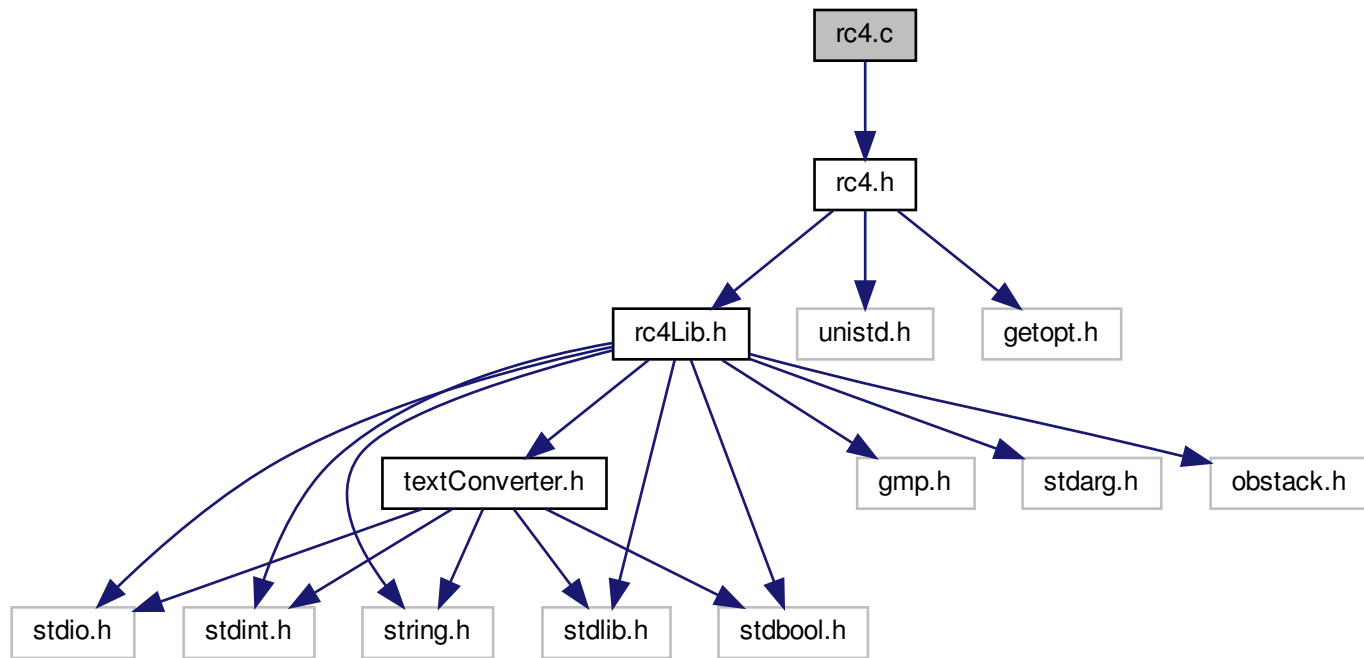 rc4.c
rc4.h
rc4Lib.h
unistd.h
getopt.h
textConverter.h
gmp.h
stdarg.h
obstack.h
stdio.h
stdint.h
string.h
stdlib.h
stdbool.h